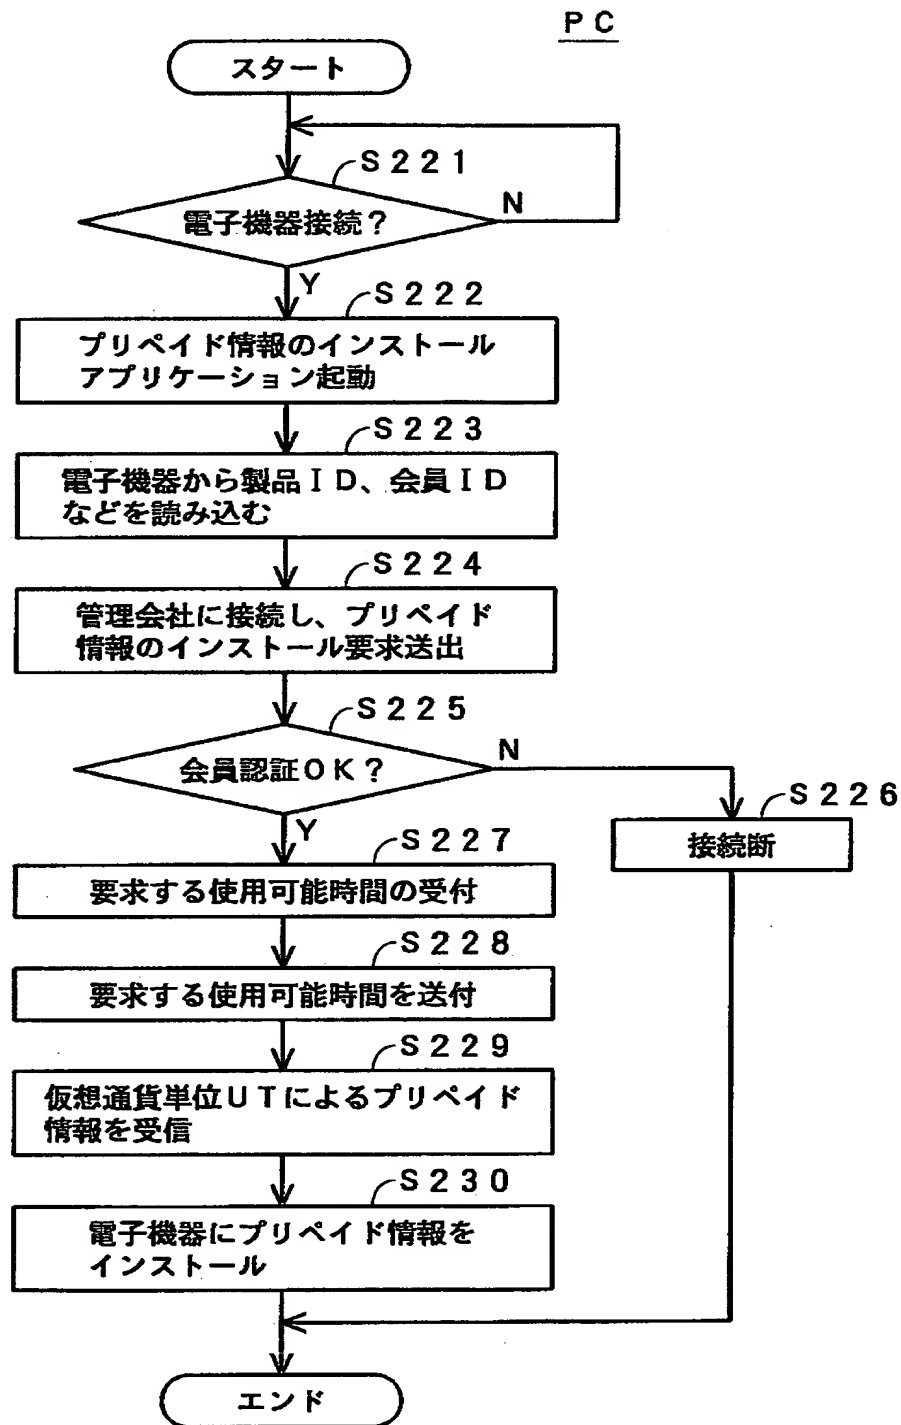 ＰＣ
スタート
Ｓ２２１
電子機器接続？
Ｎ
Ｙ
Ｓ２２２
プリペイド情報のインストール
アプリケーション起動
Ｓ２２３
電子機器から製品ＩＤ、会員ＩＤ
などを読み込む
Ｓ２２４
管理会社に接続し、プリペイド
情報のインストール要求送出
Ｓ２２５
会員認証ＯＫ？
Ｎ
Ｙ
Ｓ２２６
接続断
Ｓ２２７
要求する使用可能時間の受付
Ｓ２２８
要求する使用可能時間を送付
Ｓ２２９
仮想通貨単位ＵＴによるプリペイド
情報を受信
Ｓ２３０
電子機器にプリペイド情報を
インストール
エンド